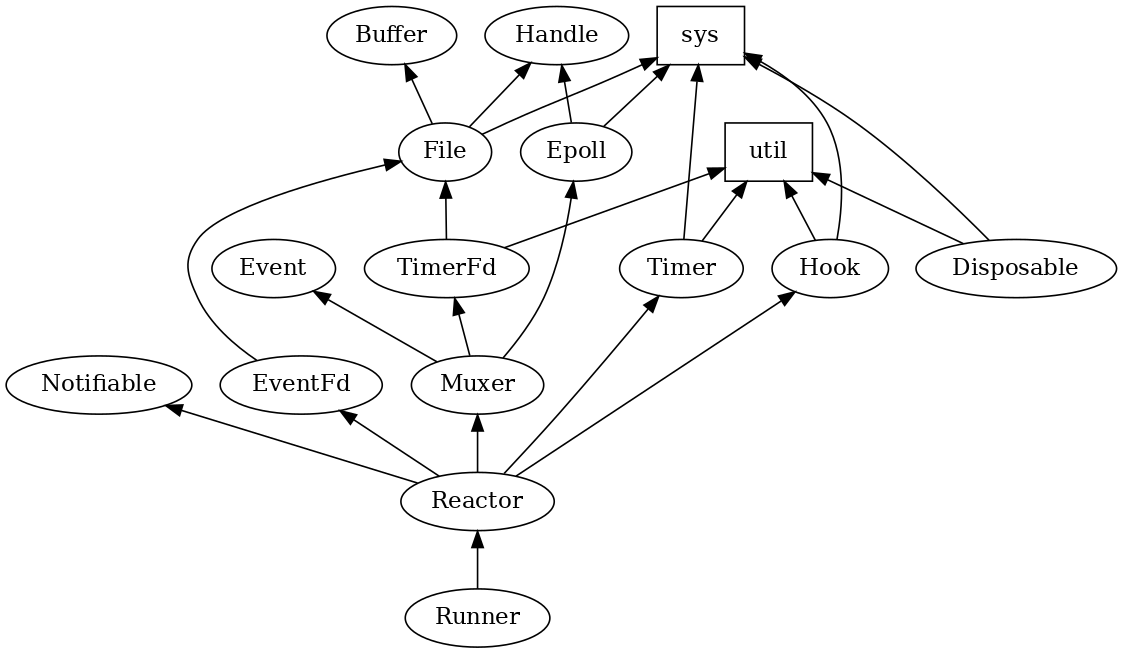 Buffer
Handle
sys
File
Epoll
util
Event
TimerFd
Timer
Hook
Disposable
Notifiable
EventFd
Muxer
Reactor
Runner